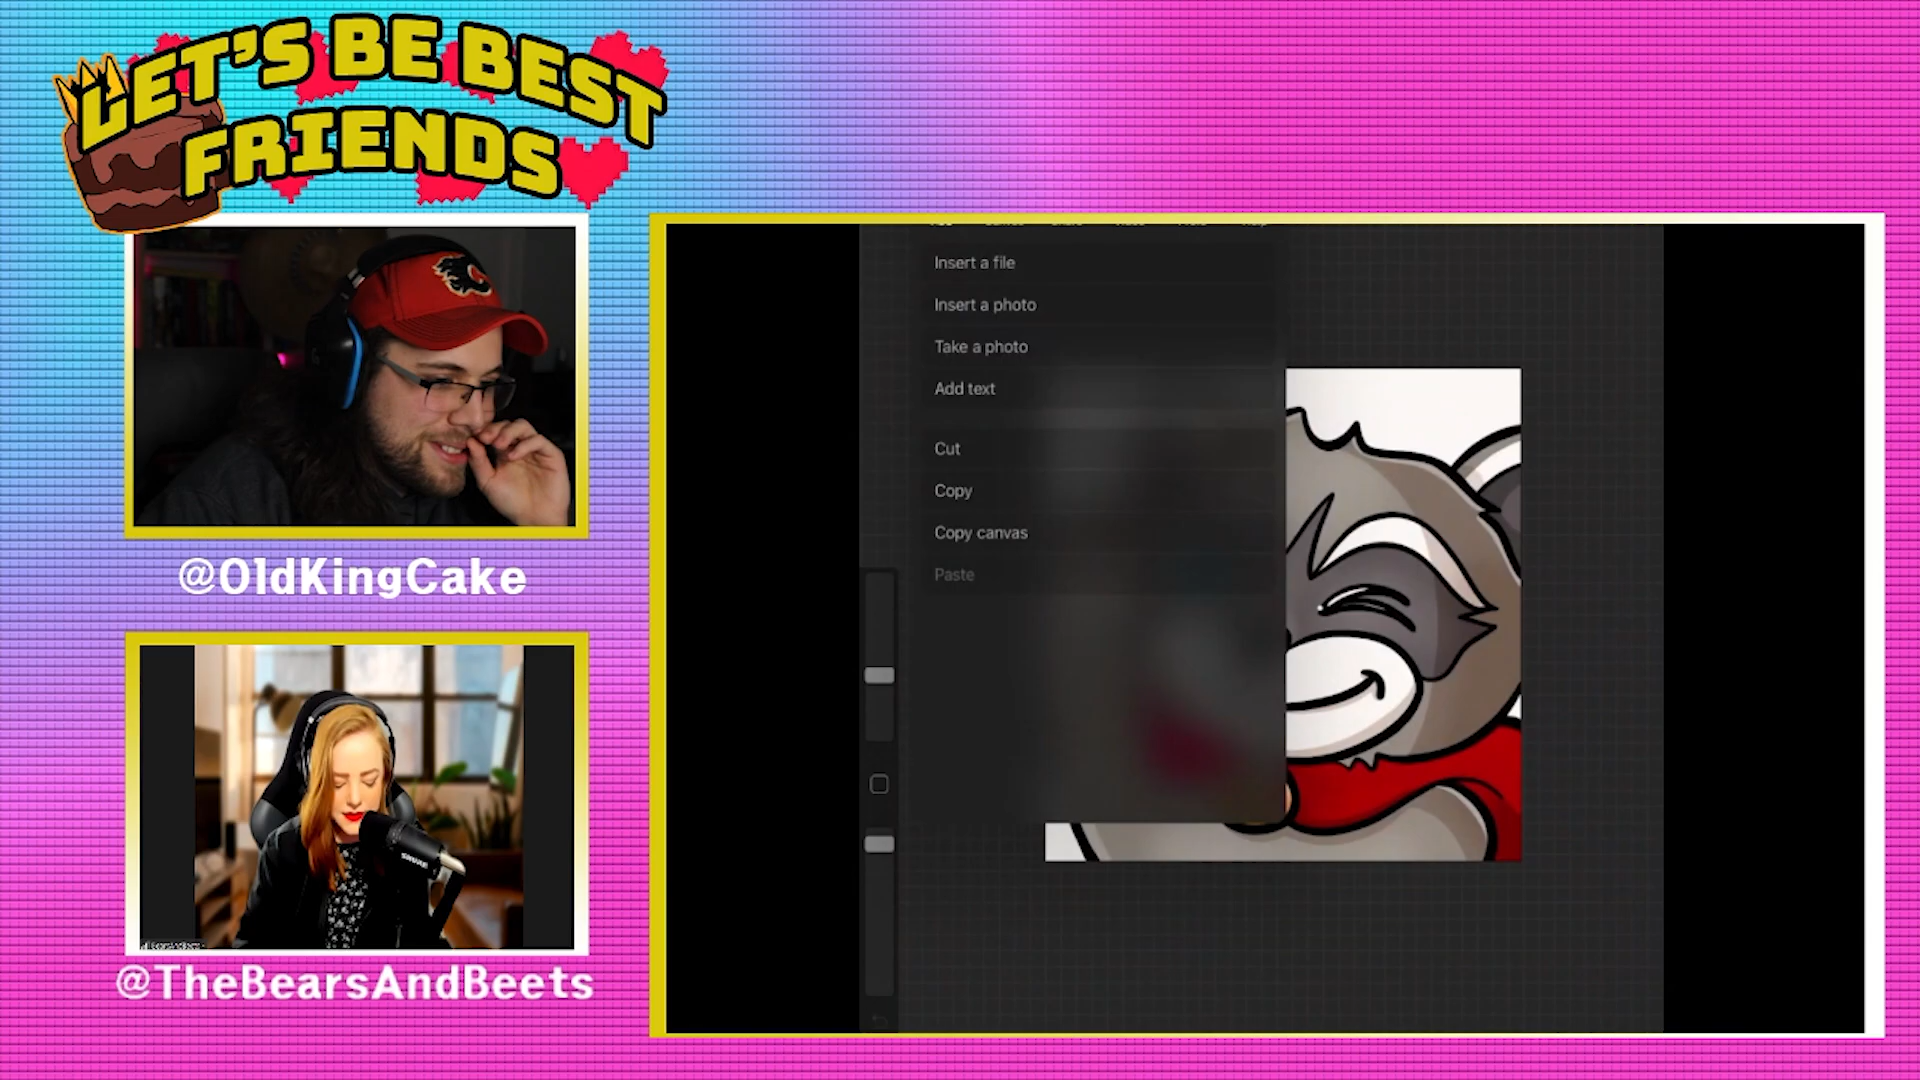 LET'S BE BEST
FRIENDS
@OldKingCake
@TheBearsAndBeets
Insert a file
Insert a photo
Take a photo
Add text
Cut
Copy
Copy canvas
Paste
SHURE